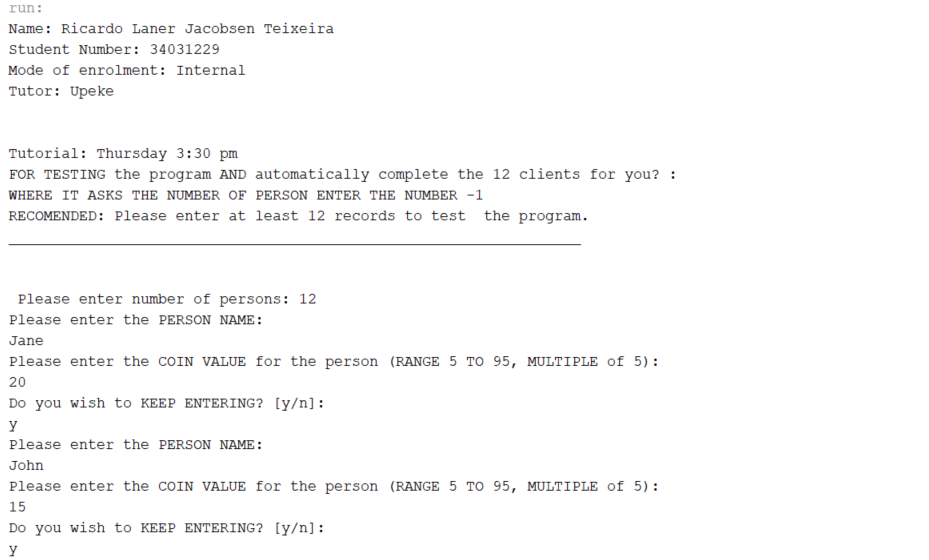 run:
Name: Ricardo Laner Jacobsen Teixeira
Student Number: 34031229
Mode of enrolment: Internal
Tutor: Upeke
Tutorial: Thursday 3:30 pm
FOR TESTING the program AND automatically complete the 12 clients for you? :
WHERE IT ASKS THE NUMBER OF PERSON ENTER THE NUMBER -1
RECOMENDED: Please enter at least 12 records to test  the program.
Please enter number of persons: 12
Please enter the PERSON NAME:
Jane
Please enter the COIN VALUE for the person (RANGE 5 TO 95, MULTIPLE of 5):
20
Do you wish to KEEP ENTERING? [y/n]:
y
Please enter the PERSON NAME:
John
Please enter the COIN VALUE for the person (RANGE 5 TO 95, MULTIPLE of 5):
15
Do you wish to KEEP ENTERING? [y/n]:
y